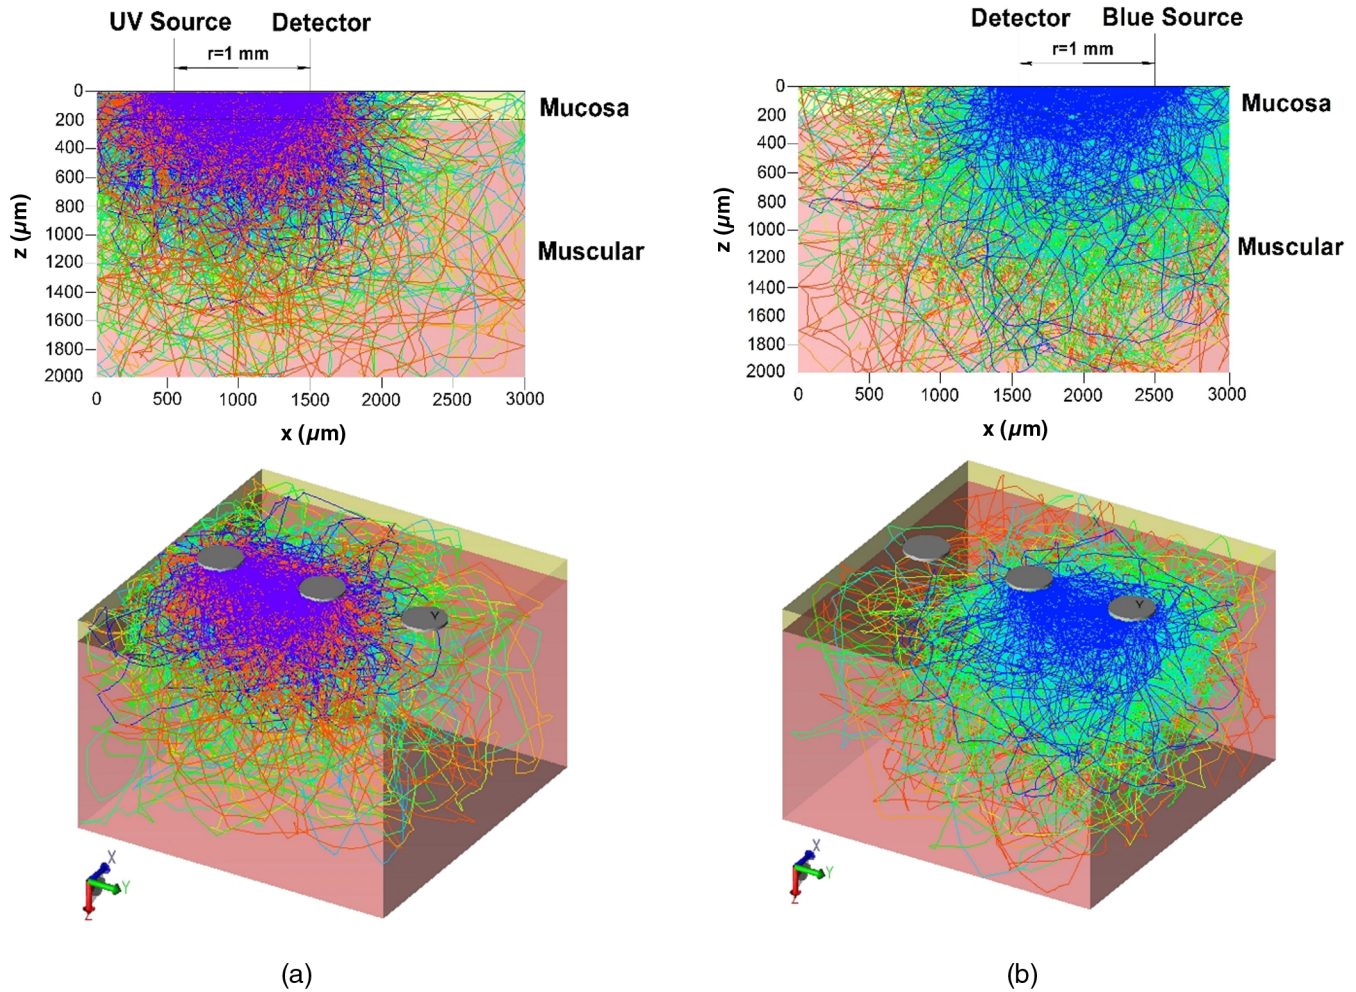 UV Source Detector
r=1 mm
0
200
400
600
800
1000
1200
1400
1600
1800
2000
z (µm)
Mucosa
Muscular
0 500 1000 1500 2000 2500 3000
x (µm)
Detector Blue Source
r=1 mm
0
200
400
600
800
1000
1200
1400
1600
1800
2000
z (µm)
Mucosa
Muscular
0 500 1000 1500 2000 2500 3000
x (µm)
X
Y
X
Y
Z
(a)
X
Y
X
Y
Z
(b)